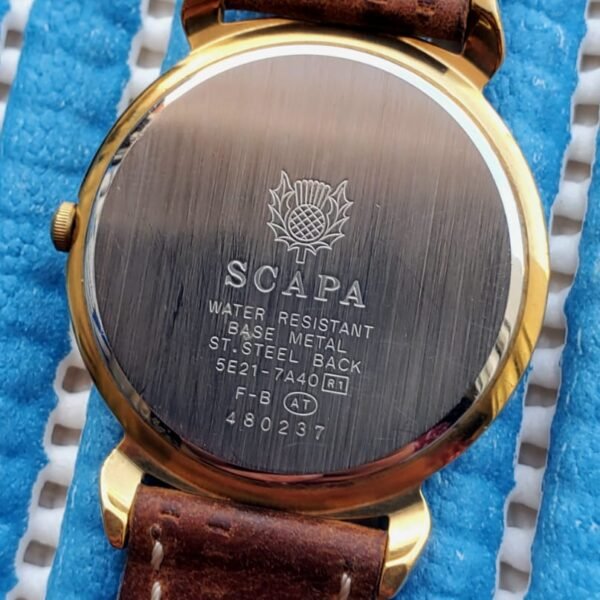 SCAPA
WATER RESISTANT
BASE METAL
ST.STEEL BACK
5E21-7A40 R1
F-B AT
480237